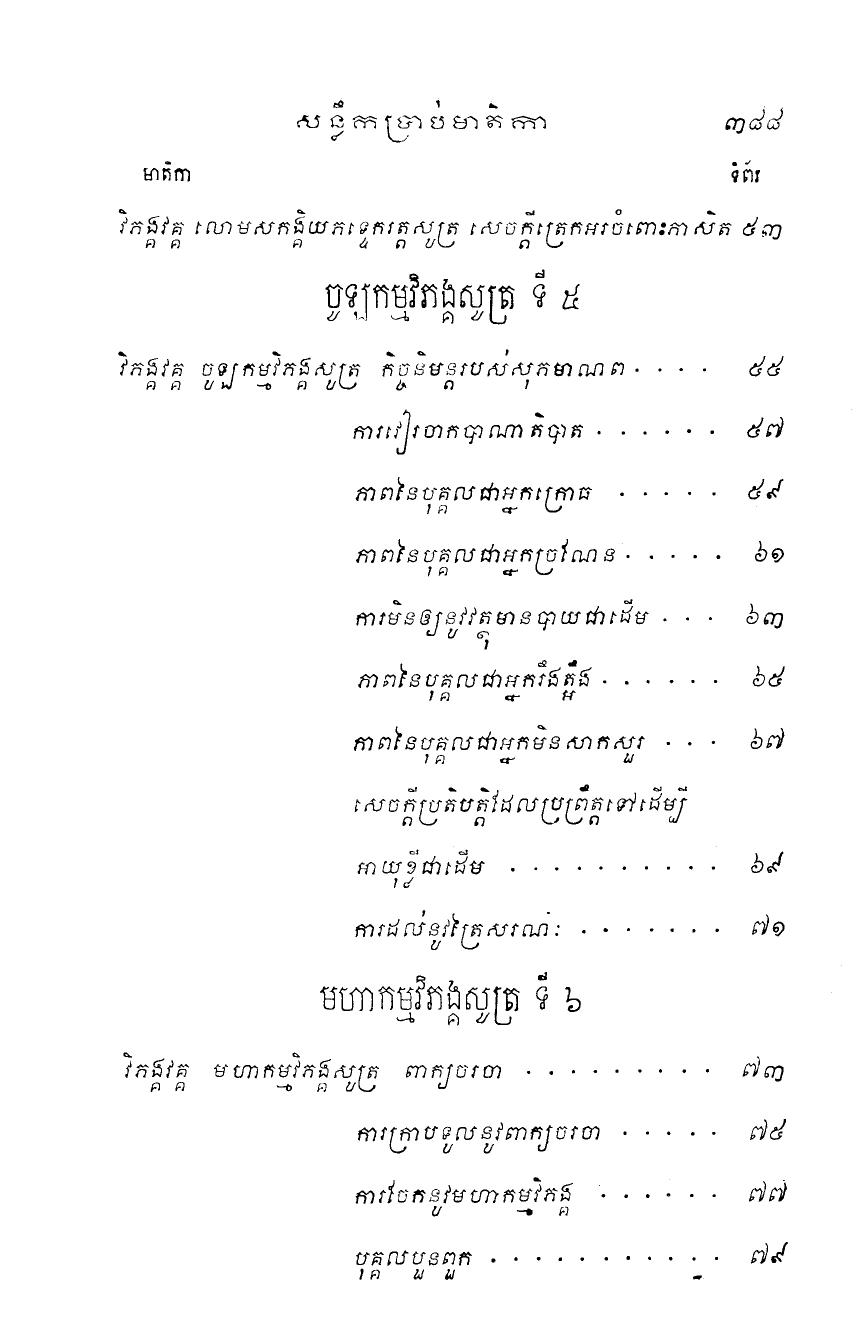 សន្លឹកប្រាប់មាតិកា ៣៨៨
មាតិកា ទំព័រ
វិភង្គវគ្គ លោមសកង្គិយភទ្ទេករត្តសូត្រ សេចក្តីត្រេកអរចំពោះភាសិត ៥៣
ចូឡកម្មវិភង្គសូត្រ ទី ៥
វិភង្គវគ្គ ចូឡកម្មវិភង្គសូត្រ កិច្ចនិមន្តរបស់សុភមាណព · · · · ៥៥
ការវៀរចាកបាណាតិបាត · · · · · · ៥៧
ភាពនៃបុគ្គលជាអ្នកក្រោធ · · · · · ៥៩
ភាពនៃបុគ្គលជាអ្នកច្រណែន · · · · · ៦១
ការមិនឲ្យនូវវត្ថុមានបាយជាដើម · · · ៦៣
ភាពនៃបុគ្គលជាអ្នករឹងត្អឹង · · · · · · ៦៥
ភាពនៃបុគ្គលជាអ្នកមិនសាកសួរ · · · ៦៧
សេចក្តីប្រតិបត្តិដែលប្រព្រឹត្តទៅដើម្បី
អាយុខ្លីជាដើម · · · · · · · · · · ៦៩
ការដល់នូវត្រៃសរណៈ · · · · · · · ៧១
មហាកម្មវិភង្គសូត្រ ទី ៦
វិភង្គវគ្គ មហាកម្មវិភង្គសូត្រ ពាក្យចរចា · · · · · · · · · ៧៣
ការក្រាបទូលនូវពាក្យចរចា · · · · · ៧៥
ការចែកនូវមហាកម្មវិភង្គ · · · · · · ៧៧
បុគ្គលបួនពួក · · · · · · · · · · · ៧៩